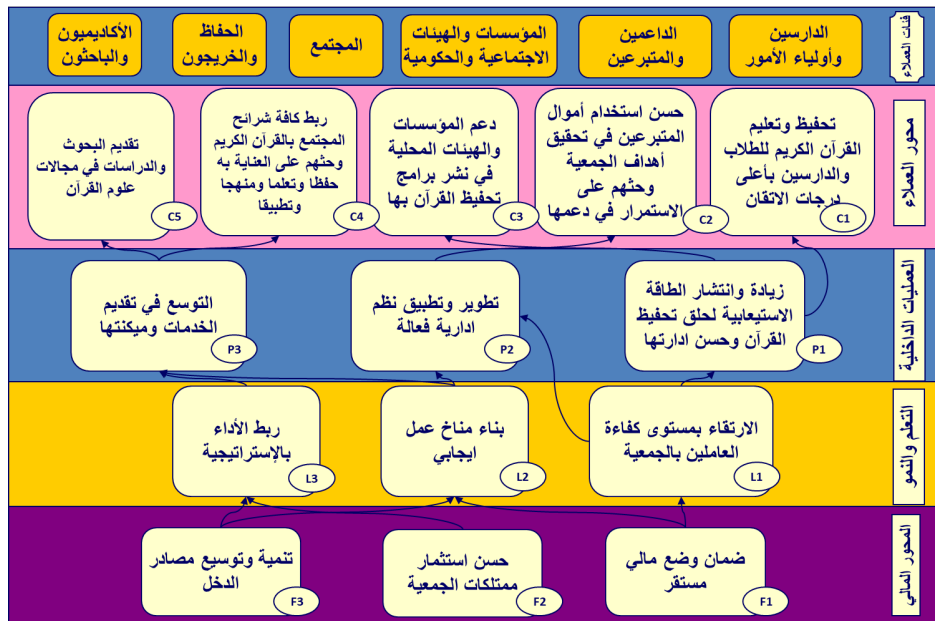 فئات العملاء
الدارسين
وأولياء الأمور
الداعمين
والمتبرعين
المؤسسات والهيئات
الاجتماعية والحكومية
المجتمع
الحفاظ
والخريجون
الأكاديميون
والباحثون
محور العملاء
تحفيظ وتعليم
القرآن الكريم للطلاب
والدارسين بأعلى
درجات الاتقان
C1
حسن استخدام أموال
المتبرعين في تحقيق
أهداف الجمعية
وحثهم على
الاستمرار في دعمها
C2
دعم المؤسسات
والهيئات المحلية
في نشر برامج
تحفيظ القرآن بها
C3
ربط كافة شرائح
المجتمع بالقرآن الكريم
وحثهم على العناية به
حفظا وتعلما ومنهجا
وتطبيقا
C4
تقديم البحوث
والدراسات في مجالات
علوم القرآن
C5
العمليات الداخلية
زيادة وانتشار الطاقة
الاستيعابية لحلق تحفيظ
القرآن وحسن ادارتها
P1
تطوير وتطبيق نظم
ادارية فعالة
P2
التوسع في تقديم
الخدمات وميكنتها
P3
التعلم والنمو
الارتقاء بمستوى كفاءة
العاملين بالجمعية
L1
بناء مناخ عمل
ايجابي
L2
ربط الأداء
بالإستراتيجية
L3
المحور المالي
ضمان وضع مالي
مستقر
F1
حسن استثمار
ممتلكات الجمعية
F2
تنمية وتوسيع مصادر
الدخل
F3